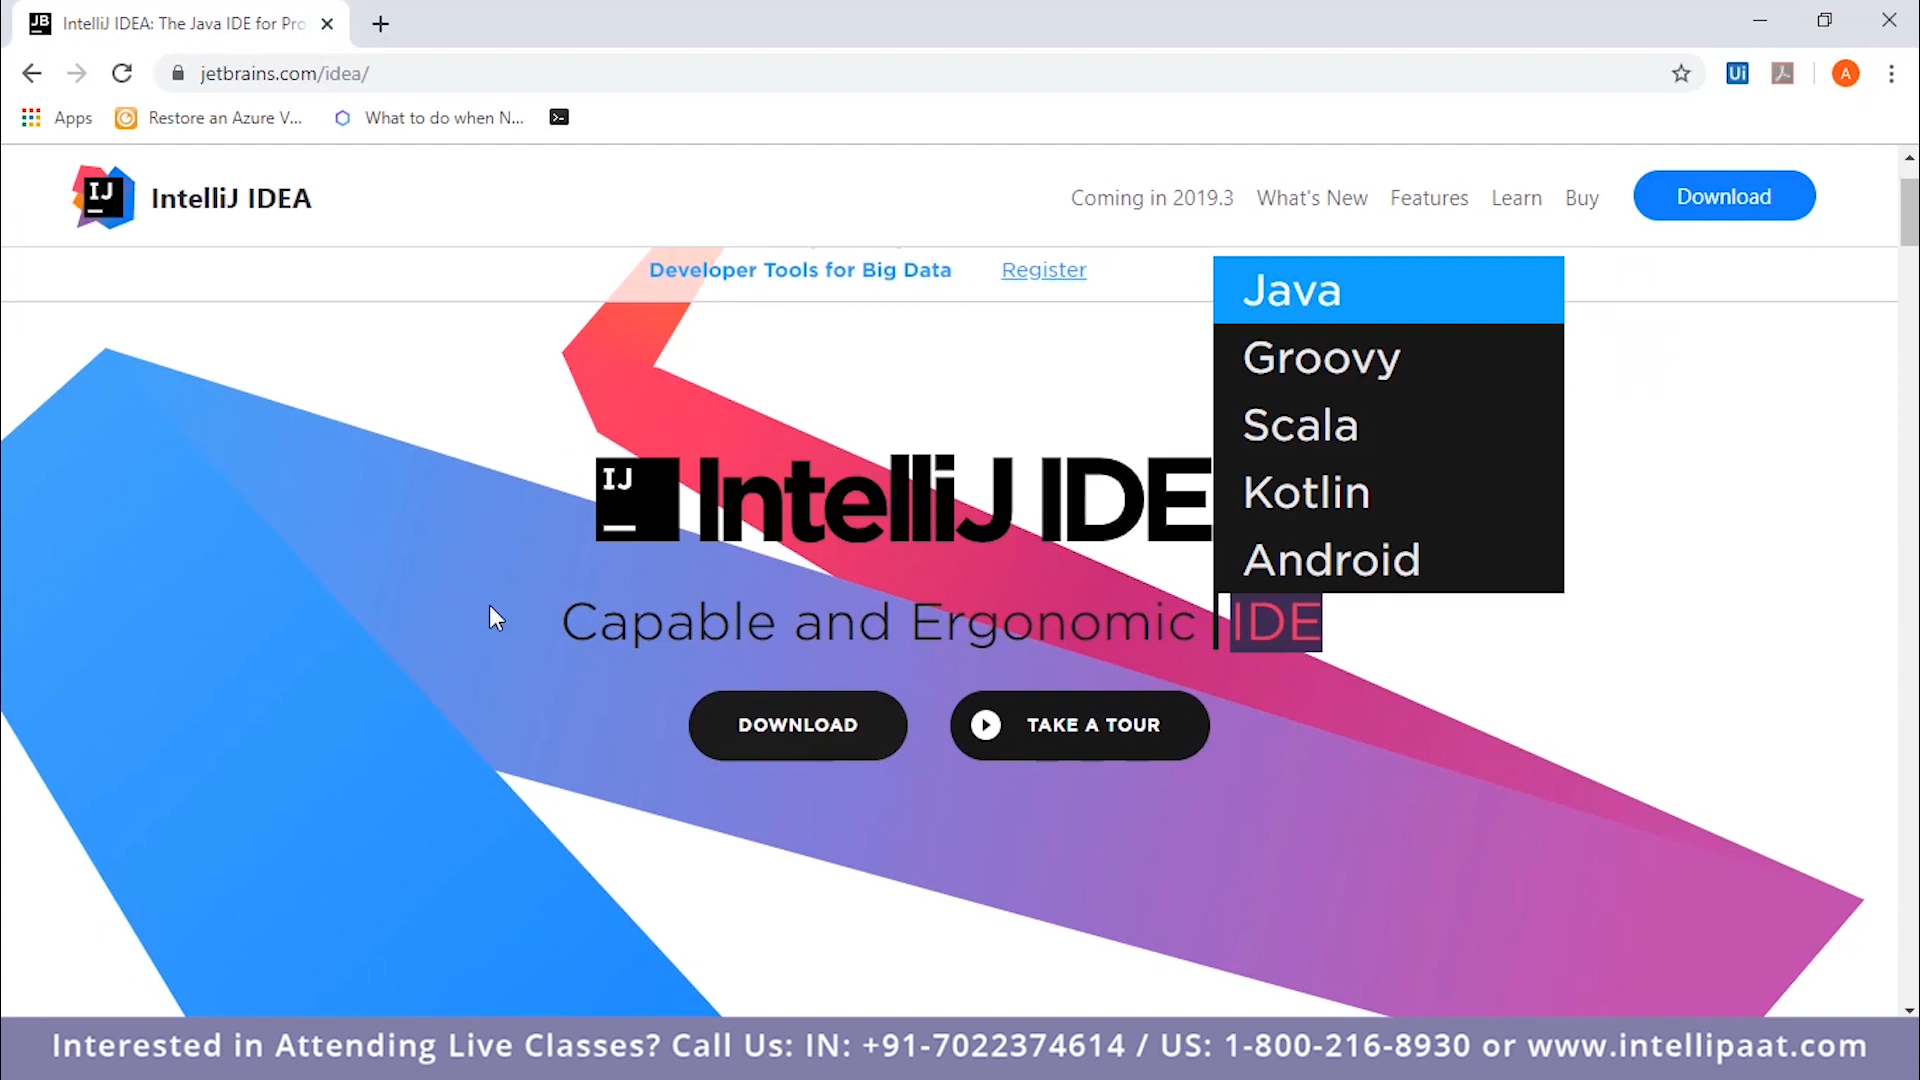 JB IntelliJ IDEA: The Java IDE for Pro
jetbrains.com/idea/
Ui
A
Apps
Restore an Azure V...
What to do when N...
IJ
IntelliJ IDEA
Coming in 2019.3
What's New
Features
Learn
Buy
Download
Developer Tools for Big Data
Register
Java
Groovy
Scala
Kotlin
Android
IJ
IntelliJ IDE
Capable and Ergonomic IDE
DOWNLOAD
TAKE A TOUR
Interested in Attending Live Classes? Call Us: IN: +91-7022374614 / US: 1-800-216-8930 or www.intellipaat.com